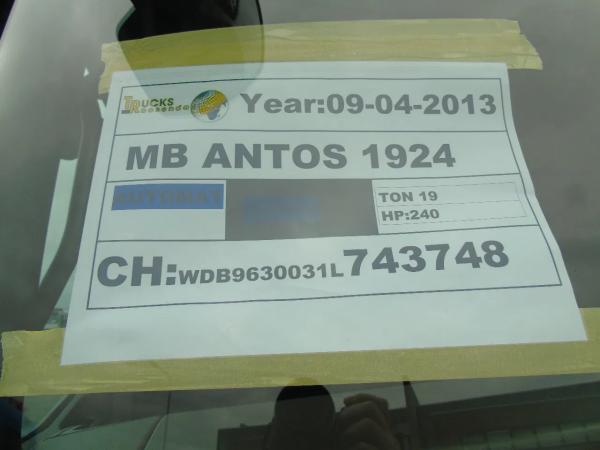 TRUCKS Year:09-04-2013
MB ANTOS 1924
AUTOMAT
TON 19
HP:240
CH:WDB9630031L743748